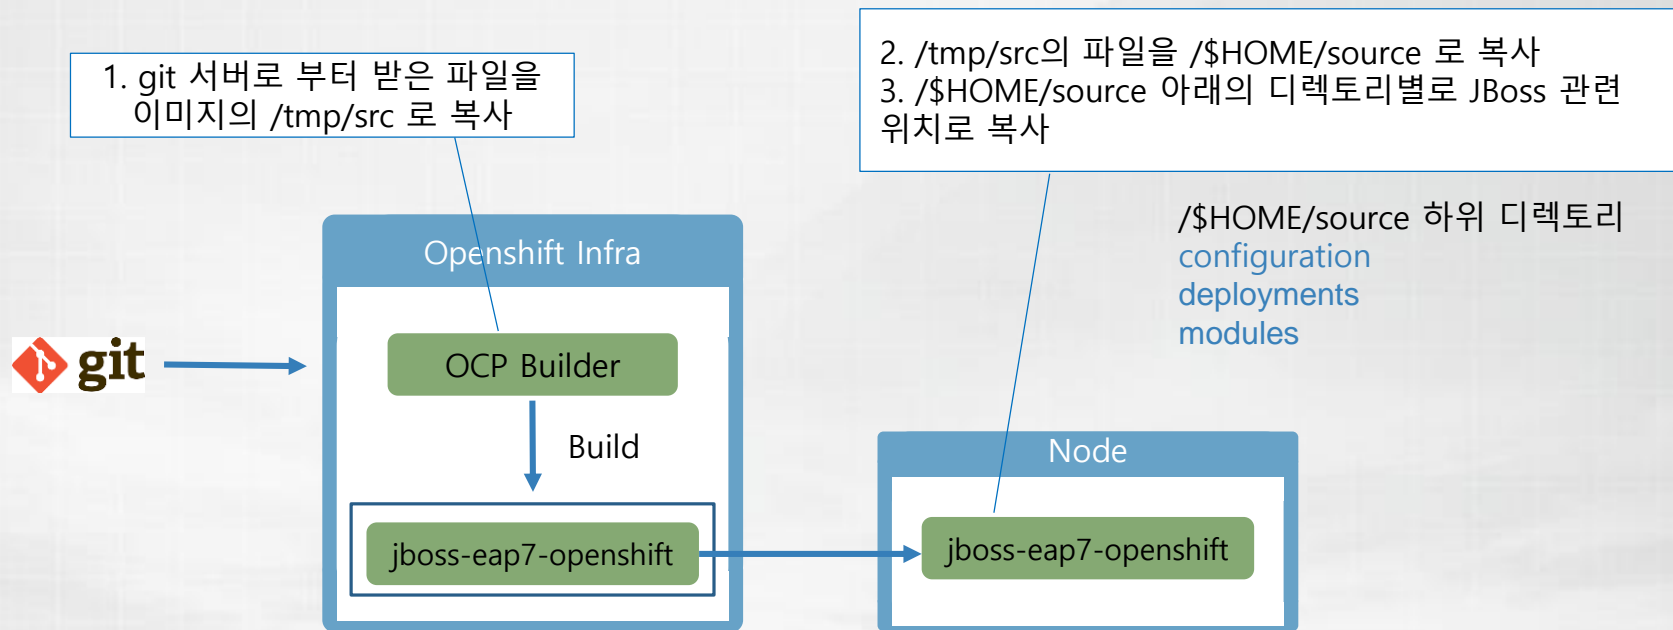 1. git 서버로 부터 받은 파일을
이미지의 /tmp/src 로 복사
2. /tmp/src의 파일을 /$HOME/source 로 복사
3. /$HOME/source 아래의 디렉토리별로 JBoss 관련
위치로 복사
/$HOME/source 하위 디렉토리
configuration
deployments
modules
Openshift Infra
git
OCP Builder
Build
jboss-eap7-openshift
Node
jboss-eap7-openshift